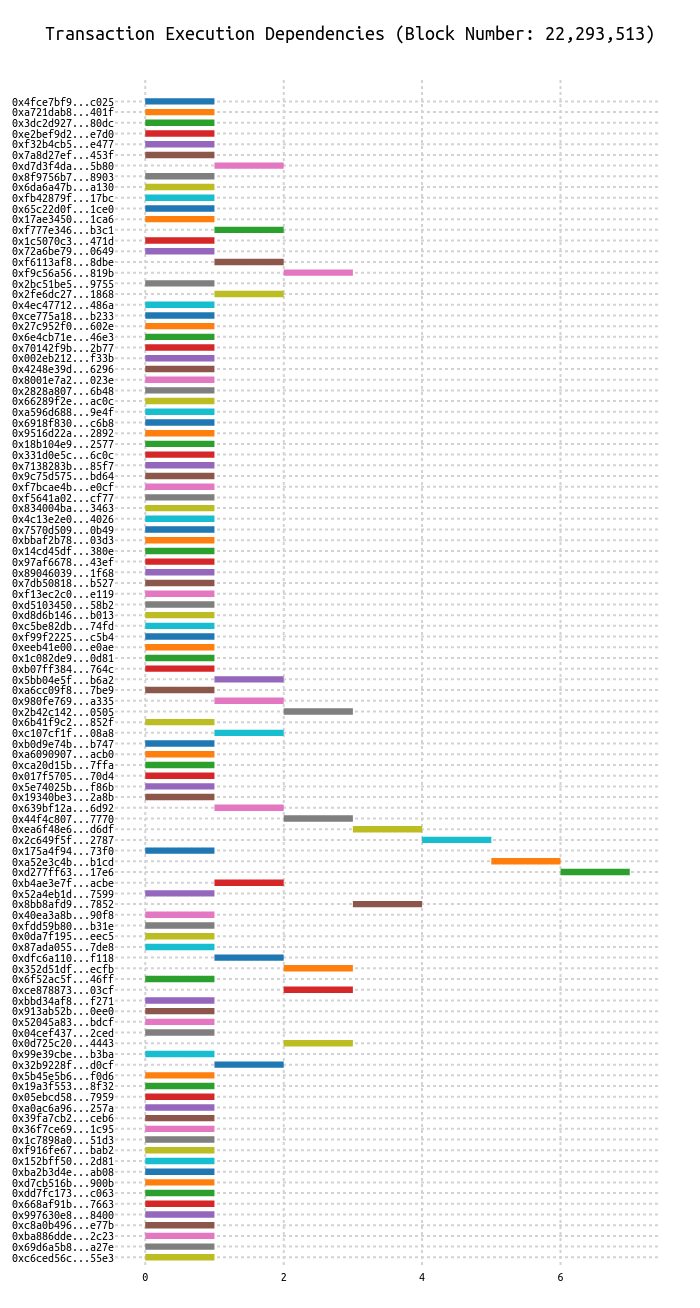 Transaction Execution Dependencies (Block Number: 22,293,513)
0x4fce7bf9...c025
0xa721dab8...401f
0x3dc2d927...80dc
0xe2bef9d2...e7d0
0xf32b4cb5...e477
0x7a8d27ef...453f
0xd7d3f4da...5b80
0x8f9756b7...8903
0x6da6a47b...a130
0xfb42879f...17bc
0x65c22d0f...1ce0
0x17ae3450...1ca6
0xf777e346...b3c1
0x1c5070c3...471d
0x72a6be79...0649
0xf6113af8...8dbe
0xf9c56a56...819b
0x2bc51be5...9755
0x2fe6dc27...1868
0x4ec47712...486a
0xce775a18...b233
0x27c952f0...602e
0x6e4cb71e...46e3
0x70142f9b...2b77
0x002eb212...f33b
0x4248e39d...6296
0x8001e7a2...023e
0x2828a807...6b48
0x66289f2e...ac0c
0xa596d688...9e4f
0x6918f830...c6b8
0x9516d22a...2892
0x18b104e9...2577
0x331d0e5c...6c0c
0x7138283b...85f7
0x9c75d575...bd64
0xf7bcae4b...e0cf
0xf5641a02...cf77
0x834004ba...3463
0x4c13e2e0...4026
0x7570d509...0b49
0xbbaf2b78...03d3
0x14cd45df...380e
0x97af6678...43ef
0x89046039...1f68
0x7db50818...b527
0xf13ec2c0...e119
0xd5103450...58b2
0xd8d6b146...b013
0xc5be82db...74fd
0xf99f2225...c5b4
0xeeb41e00...e0ae
0x1c082de9...0d81
0xb07ff384...764c
0x5bb04e5f...b6a2
0xa6cc09f8...7be9
0x980fe769...a335
0x2b42c142...0505
0x6b41f9c2...852f
0xc107cf1f...08a8
0xb0d9e74b...b747
0xa6090907...acb0
0xca20d15b...7ffa
0x017f5705...70d4
0x5e74025b...f86b
0x19340be3...2a8b
0x639bf12a...6d92
0x44f4c807...7770
0xea6f48e6...d6df
0x2c649f5f...2787
0x175a4f94...73f0
0xa52e3c4b...b1cd
0xd277ff63...17e6
0xb4ae3e7f...acbe
0x52a4eb1d...7599
0x8bb8afd9...7852
0x40ea3a8b...90f8
0xfdd59b80...b31e
0x0da7f195...eec5
0x87ada055...7de8
0xdfc6a110...f118
0x352d51df...ecfb
0x6f52ac5f...46ff
0xce878873...03cf
0xbbd34af8...f271
0x913ab52b...0ee0
0x52045a83...bdcf
0x04cef437...2ced
0x0d725c20...4443
0x99e39cbe...b3ba
0x32b9228f...d0cf
0x5b45e5b6...f0d6
0x19a3f553...8f32
0x05ebcd58...7959
0xa0ac6a96...257a
0x39fa7cb2...ceb6
0x36f7ce69...1c95
0x1c7898a0...51d3
0xf916fe67...bab2
0x152bff50...2d81
0xba2b3d4e...ab08
0xd7cb516b...900b
0xdd7fc173...c063
0x668af91b...7663
0x997630e8...8400
0xc8a0b496...e77b
0xba886dde...2c23
0x69d6a5b8...a27e
0xc6ced56c...55e3
0 2 4 6